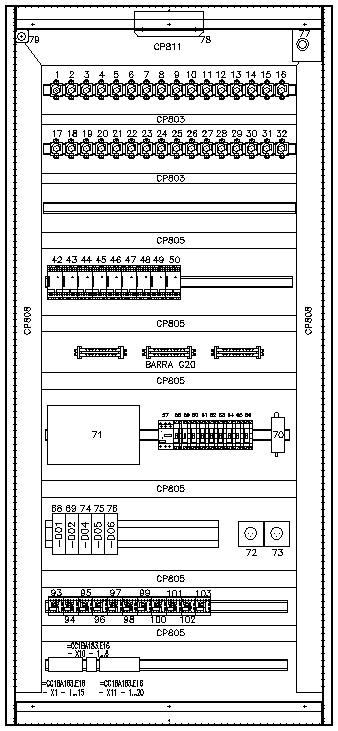 79 78 77
CP811
1 2 3 4 5 6 7 8 9 10 11 12 13 14 15 16
CP803
17 18 19 20 21 22 23 24 25 26 27 28 29 30 31 32
CP803
CP805
42 43 44 45 46 47 48 49 50
CP808 CP808
CP805
BARRA G20
CP805
57 58 59 60 61 62 63 64 65 66
71 70
CP805
68 69 74 75 76
-D01 -D02 -D04 -D05 -D06
72 73
CP805
93 95 97 99 101 103
94 96 98 100 102
CP805
=CC18A163.E16
- X10 - 1...6
=CC18A163.E16 =CC18A163.E16
- X1 - 1...15 - X11 - 1...20